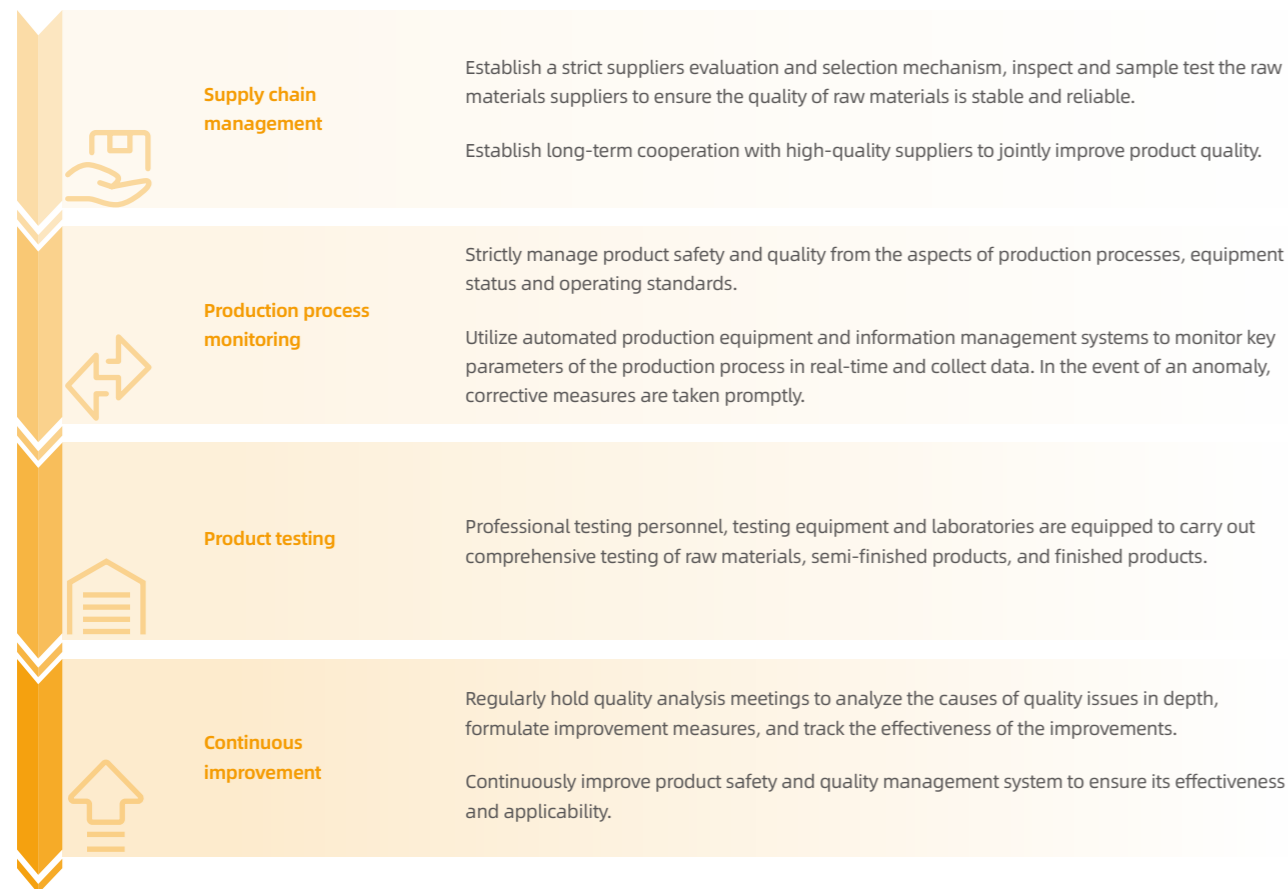 Supply chain
management
Establish a strict suppliers evaluation and selection mechanism, inspect and sample test the raw
materials suppliers to ensure the quality of raw materials is stable and reliable.
Establish long-term cooperation with high-quality suppliers to jointly improve product quality.
Production process
monitoring
Strictly manage product safety and quality from the aspects of production processes, equipment
status and operating standards.
Utilize automated production equipment and information management systems to monitor key
parameters of the production process in real-time and collect data. In the event of an anomaly,
corrective measures are taken promptly.
Product testing
Professional testing personnel, testing equipment and laboratories are equipped to carry out
comprehensive testing of raw materials, semi-finished products, and finished products.
Continuous
improvement
Regularly hold quality analysis meetings to analyze the causes of quality issues in depth,
formulate improvement measures, and track the effectiveness of the improvements.
Continuously improve product safety and quality management system to ensure its effectiveness
and applicability.